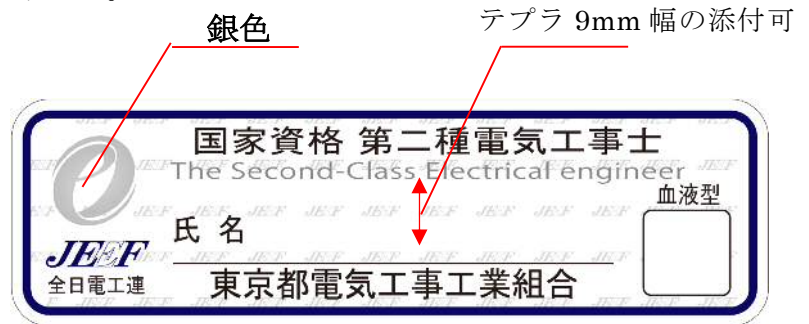 銀色
テプラ 9mm 幅の添付可
国家資格 第二種電気工事士
The Second-Class Electrical engineer
血液型
氏 名
JEEF
全日電工連
東京都電気工事工業組合